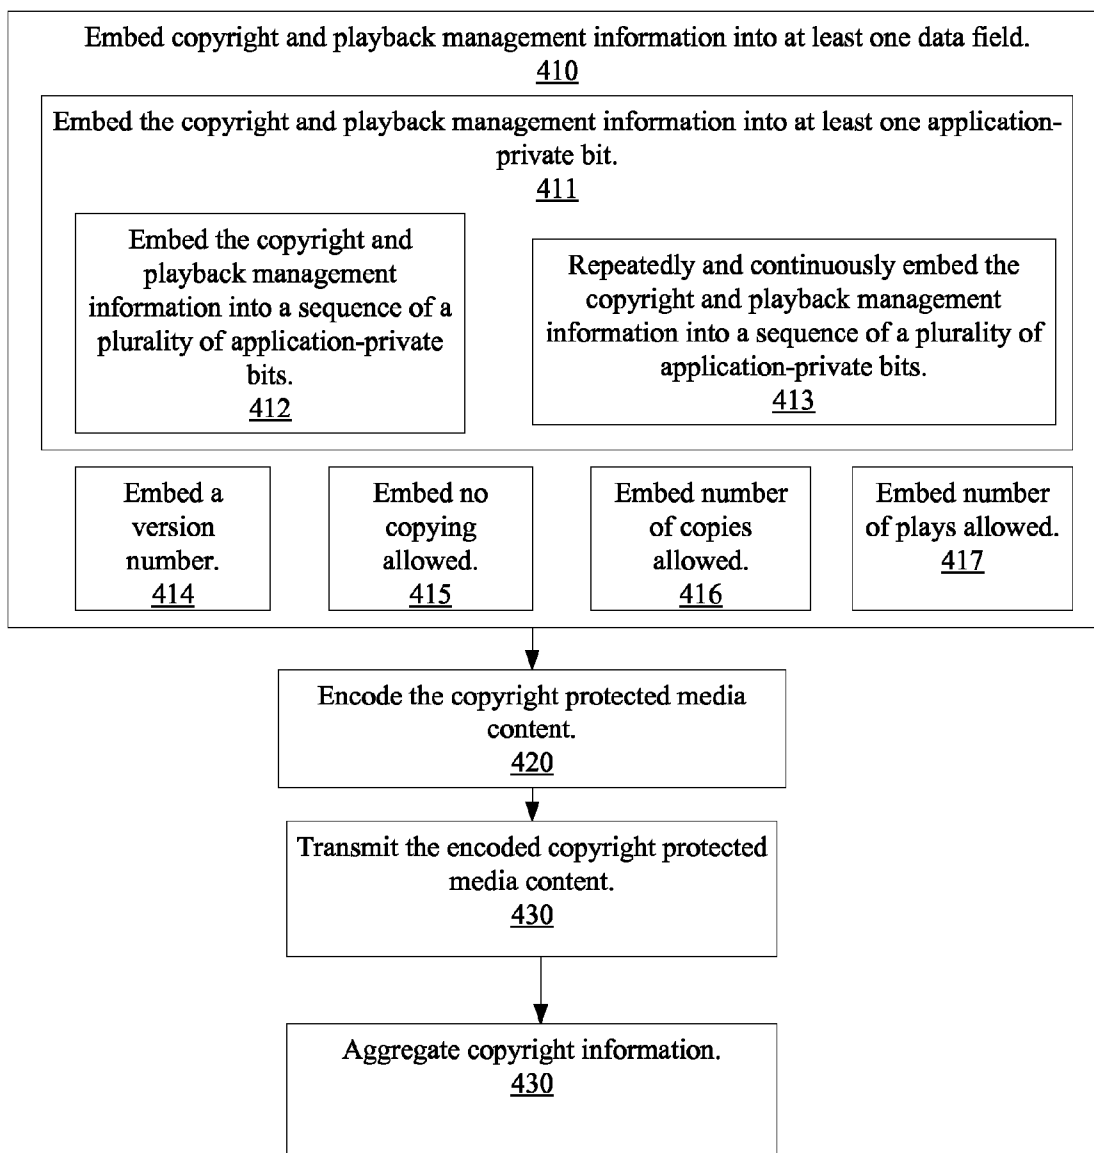 Embed copyright and playback management information into at least one data field.
410
Embed the copyright and playback management information into at least one application-
private bit.
411
Embed the copyright and
playback management
information into a sequence of a
plurality of application-private
bits.
412
Repeatedly and continuously embed the
copyright and playback management
information into a sequence of a plurality of
application-private bits.
413
Embed a
version
number.
414
Embed no
copying
allowed.
415
Embed number
of copies
allowed.
416
Embed number
of plays allowed.
417
Encode the copyright protected media
content.
420
Transmit the encoded copyright protected
media content.
430
Aggregate copyright information.
430